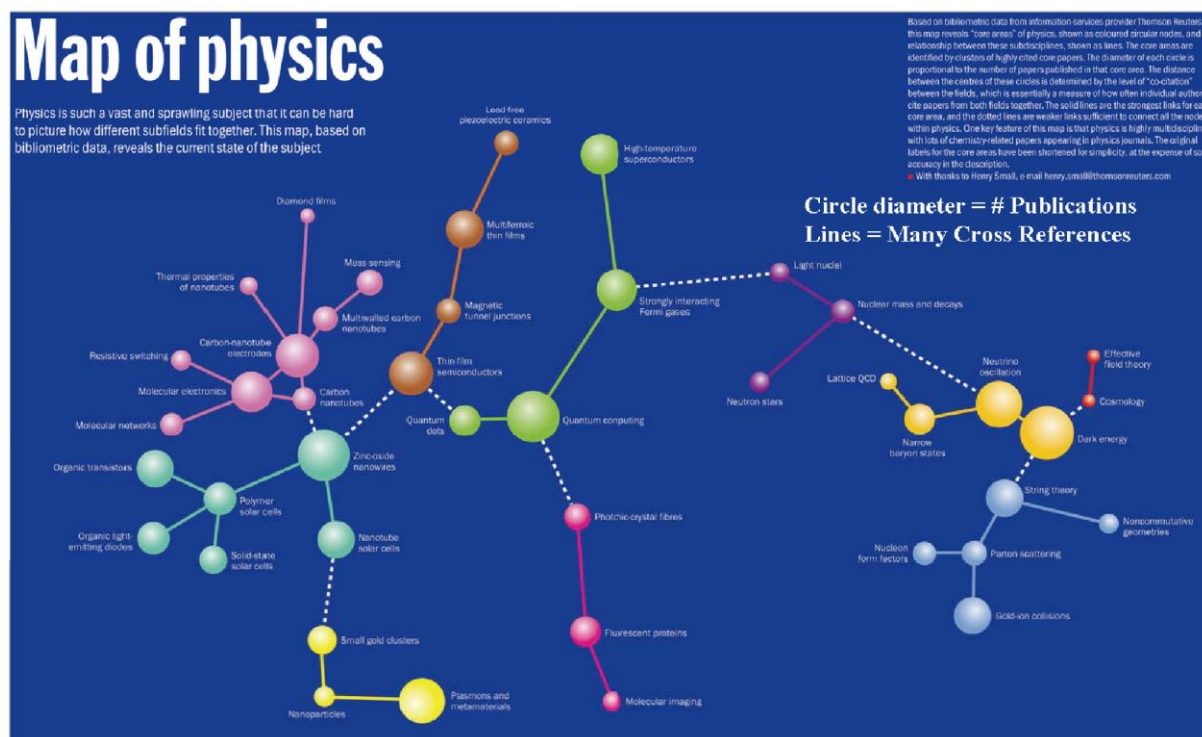 Map of physics
Physics is such a vast and sprawling subject that it can be hard
to picture how different subfields fit together. This map, based on
bibliometric data, reveals the current state of the subject
Based on bibliometric data from information-services provider Thomson Reuters
this map reveals "core areas" of physics, shown as coloured circular nodes, and
relationship between these subdisciplines, shown as lines. The core areas are
identified by clusters of highly cited core papers. The diameter of each circle is
proportional to the number of papers published in that core area. The distance
between the centres of these circles is determined by the level of "co-citation"
between the fields, which is essentially a measure of how often individual author
cite papers from both fields together. The solid lines are the strongest links for ea
core area, and the dotted lines are weaker links sufficient to connect all the node
within physics. One key feature of this map is that physics is highly multidisciplin
with lots of chemistry-related papers appearing in physics journals. The original
labels for the core areas have been shortened for simplicity, at the expense of so
accuracy in the description.
With thanks to Henry Small, e-mail henry.small@thomsonreuters.com
Circle diameter = # Publications
Lines = Many Cross References
Lead-free
piezoelectric ceramics
High-temperature
superconductors
Diamond films
Multiferroic
thin films
Mass sensing
Thermal properties
of nanotubes
Light nuclei
Strongly interacting
Fermi gases
Nuclear mass and decays
Magnetic
tunnel junctions
Multiwalled carbon
nanotubes
Carbon-nanotube
electrodes
Resistive switching
Thin-film
semiconductors
Neutrino
oscillation
Effective
field theory
Molecular electronics
Carbon
nanotubes
Lattice QCD
Neutron stars
Cosmology
Molecular networks
Quantum
dots
Quantum computing
Narrow
baryon states
Dark energy
Organic transistors
Zinc-oxide
nanowires
Polymer
solar cells
String theory
Photonic-crystal fibres
Noncommutative
geometries
Organic light-
emitting diodes
Nanotube
solar cells
Solid-state
solar cells
Nucleon
form factors
Parton scattering
Gold-ion collisions
Small gold clusters
Fluorescent proteins
Nanoparticles
Plasmons and
metamaterials
Molecular imaging